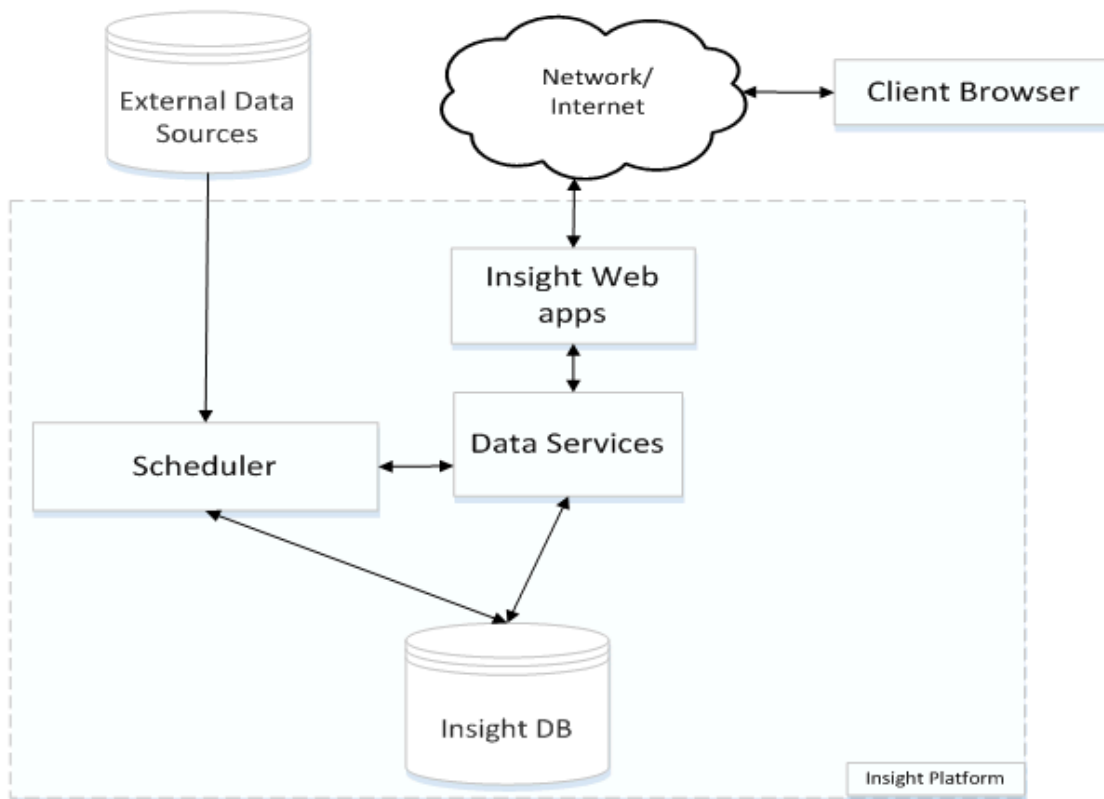 External Data
Sources
Network/
Internet
Client Browser
Insight Web
apps
Scheduler
Data Services
Insight DB
Insight Platform